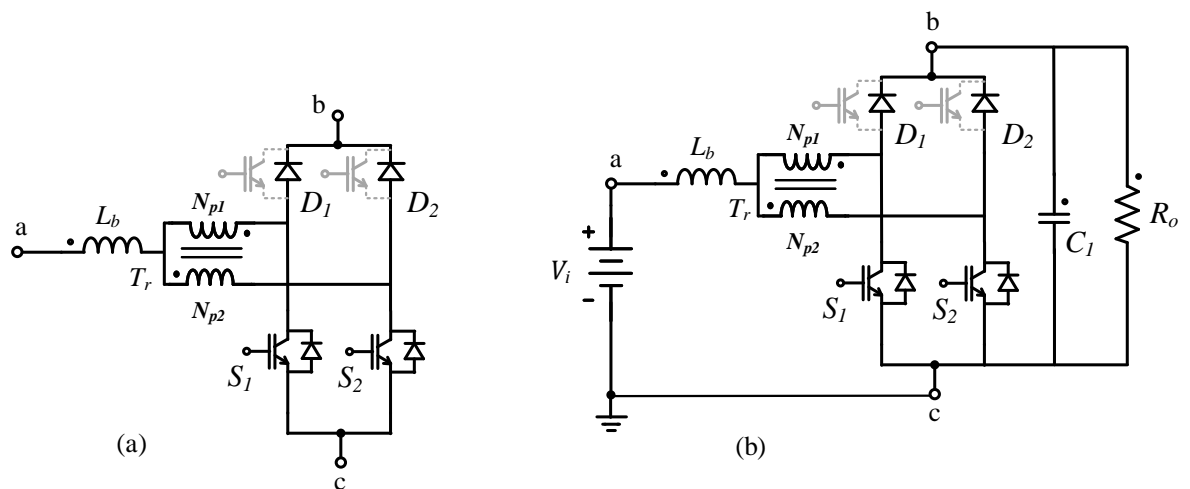 b
a
L_b
N_p1
T_r
N_p2
D_1
D_2
S_1
S_2
c
(a)
b
a
+
V_i
-
L_b
N_p1
T_r
N_p2
D_1
D_2
S_1
S_2
C_1
R_o
c
(b)